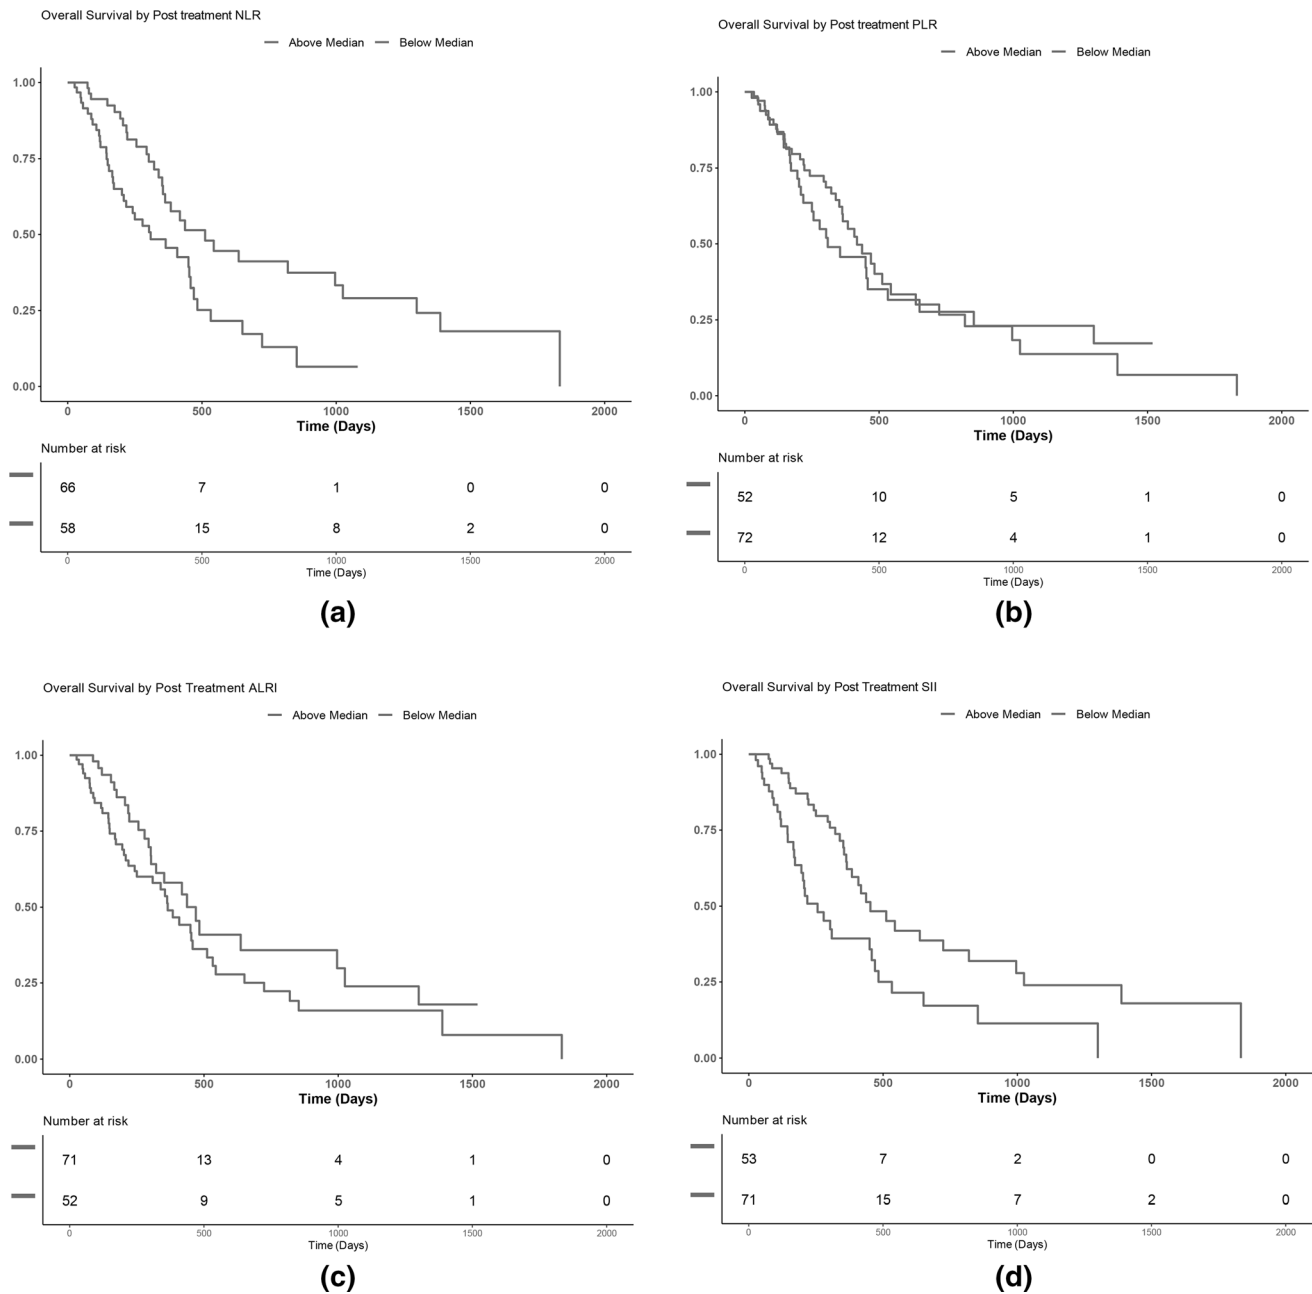 Overall Survival by Post treatment NLR
Above Median Below Median
1.00
0.75
0.50
0.25
0.00
0 500 1000 1500 2000
Time (Days)
Number at risk
66 7 1 0 0
58 15 8 2 0
0 500 1000 1500 2000
Time (Days)
(a)
Overall Survival by Post treatment PLR
Above Median Below Median
1.00
0.75
0.50
0.25
0.00
0 500 1000 1500 2000
Time (Days)
Number at risk
52 10 5 1 0
72 12 4 1 0
0 500 1000 1500 2000
Time (Days)
(b)
Overall Survival by Post Treatment ALRI
Above Median Below Median
1.00
0.75
0.50
0.25
0.00
0 500 1000 1500 2000
Time (Days)
Number at risk
71 13 4 1 0
52 9 5 1 0
0 500 1000 1500 2000
Time (Days)
(c)
Overall Survival by Post Treatment SII
Above Median Below Median
1.00
0.75
0.50
0.25
0.00
0 500 1000 1500 2000
Time (Days)
Number at risk
53 7 2 0 0
71 15 7 2 0
0 500 1000 1500 2000
Time (Days)
(d)